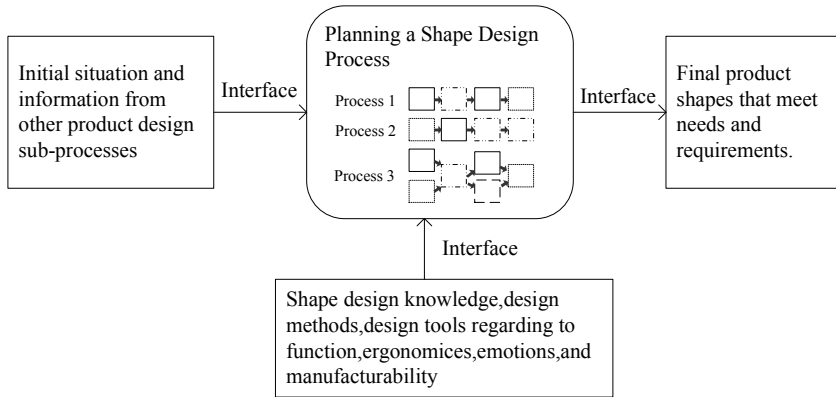 Initial situation and
information from
other product design
sub-processes
Interface
Planning a Shape Design
Process
Process 1
Process 2
Process 3
Interface
Final product
shapes that meet
needs and
requirements.
Interface
Shape design knowledge,design
methods,design tools regarding to
function,ergonomices,emotions,and
manufacturability